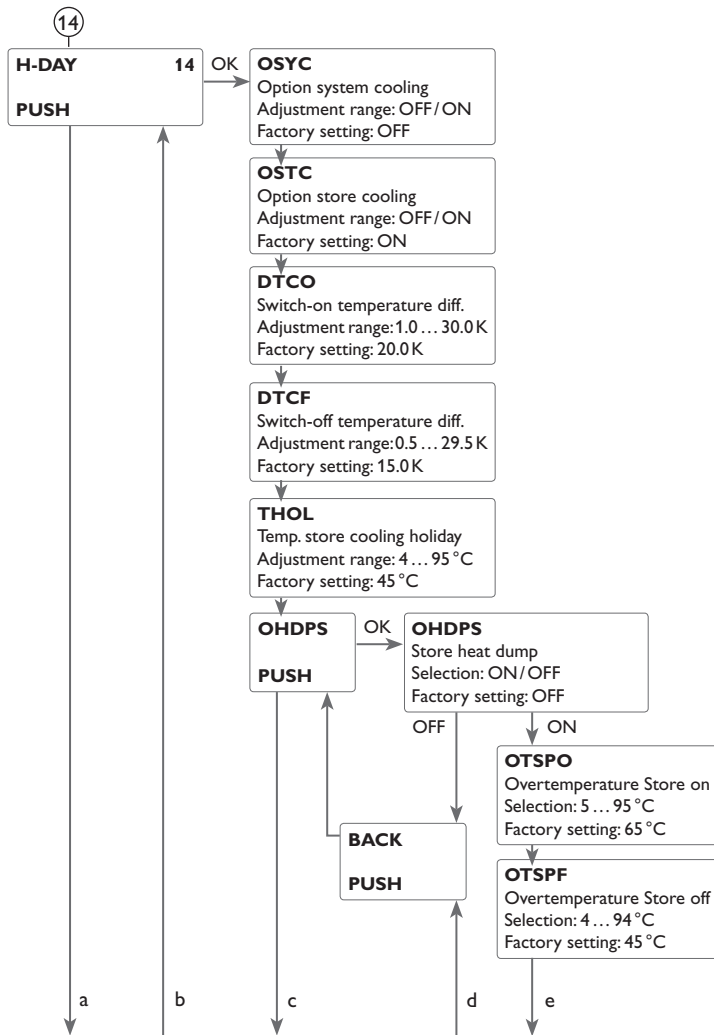 14
H-DAY 14
PUSH
OK
OSYC
Option system cooling
Adjustment range: OFF/ON
Factory setting: OFF
OSTC
Option store cooling
Adjustment range: OFF/ON
Factory setting: ON
DTCO
Switch-on temperature diff.
Adjustment range: 1.0 ... 30.0 K
Factory setting: 20.0 K
DTCF
Switch-off temperature diff.
Adjustment range: 0.5 ... 29.5 K
Factory setting: 15.0 K
THOL
Temp. store cooling holiday
Adjustment range: 4 ... 95 °C
Factory setting: 45 °C
OHDPS
PUSH
OK
OHDPS
Store heat dump
Selection: ON/OFF
Factory setting: OFF
OFF
ON
OTSPO
Overtemperature Store on
Selection: 5 ... 95 °C
Factory setting: 65 °C
BACK
PUSH
OTSPF
Overtemperature Store off
Selection: 4 ... 94 °C
Factory setting: 45 °C
a
b
c
d
e